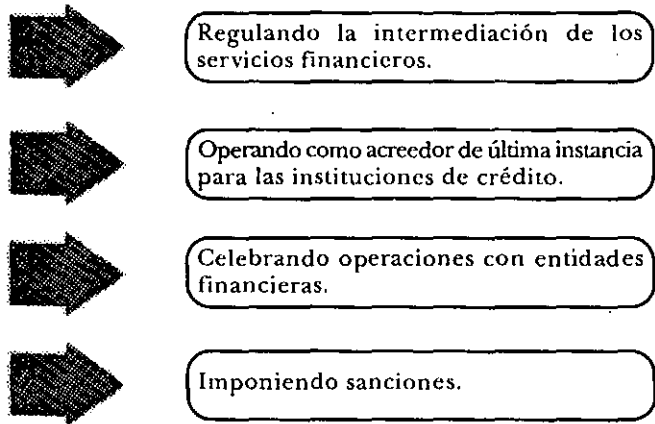 Regulando la intermediación de los
servicios financieros.
Operando como acreedor de última instancia
para las instituciones de crédito.
Celebrando operaciones con entidades
financieras.
Imponiendo sanciones.